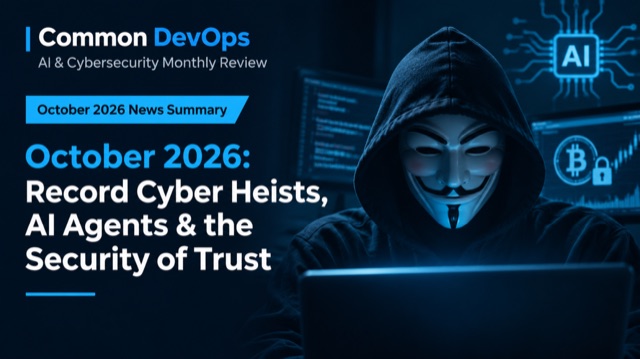 Common DevOps
AI & Cybersecurity Monthly Review
October 2026 News Summary
October 2026:
Record Cyber Heists,
AI Agents & the
Security of Trust
AI